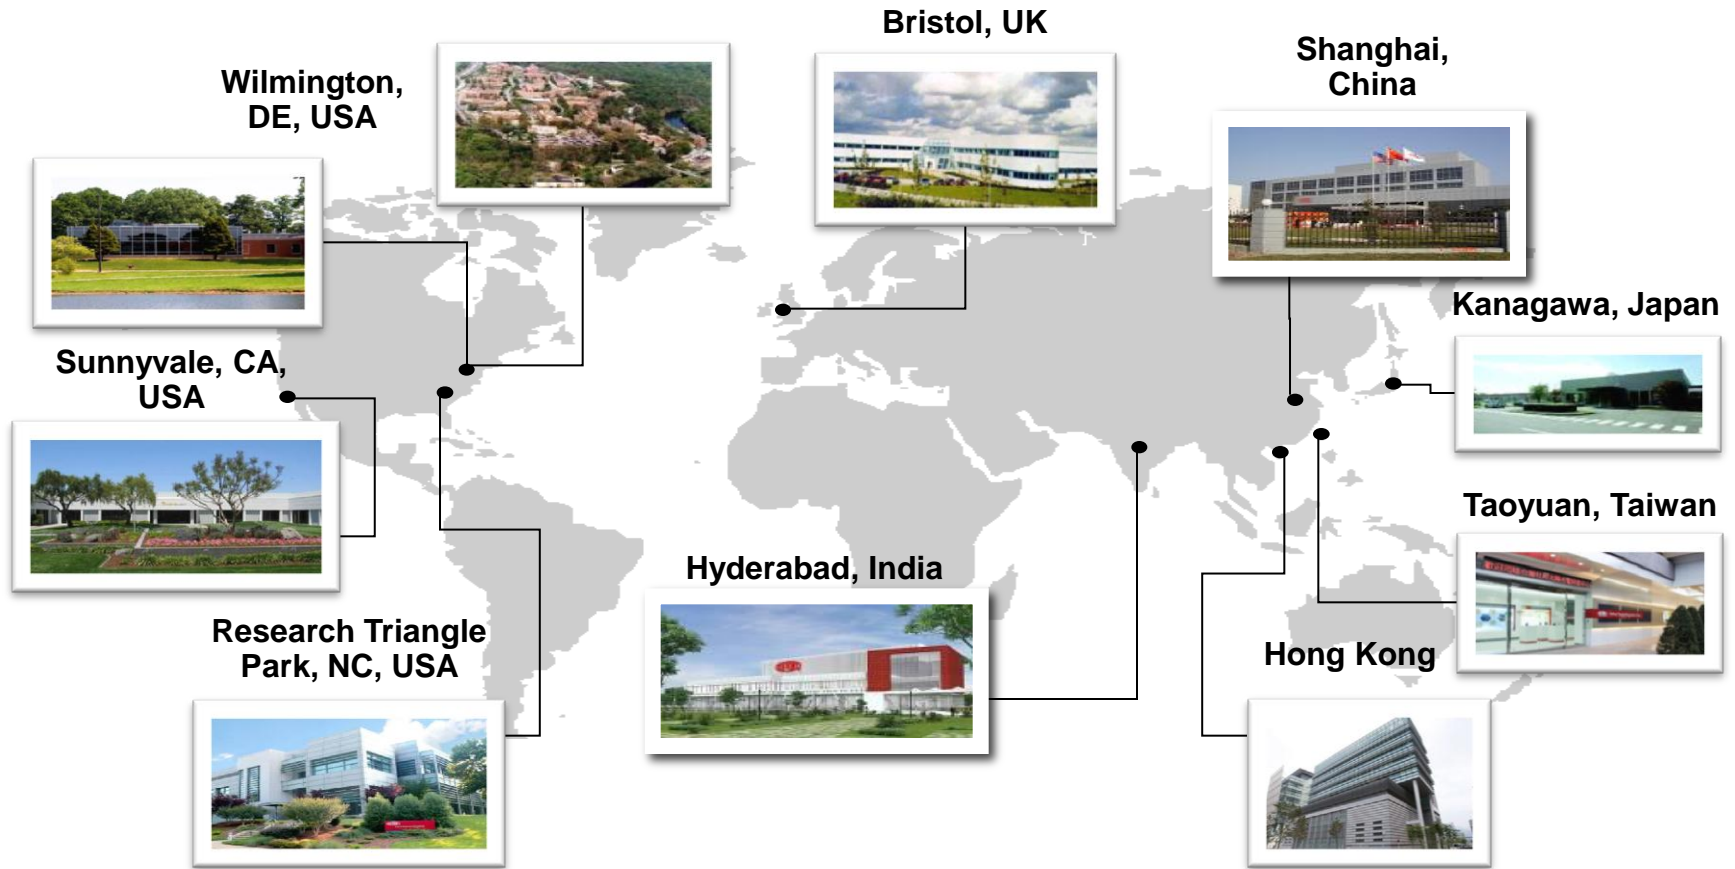 Bristol, UK
Shanghai,
China
Wilmington,
DE, USA
Kanagawa, Japan
Sunnyvale, CA,
USA
Taoyuan, Taiwan
Hyderabad, India
Research Triangle
Park, NC, USA
Hong Kong